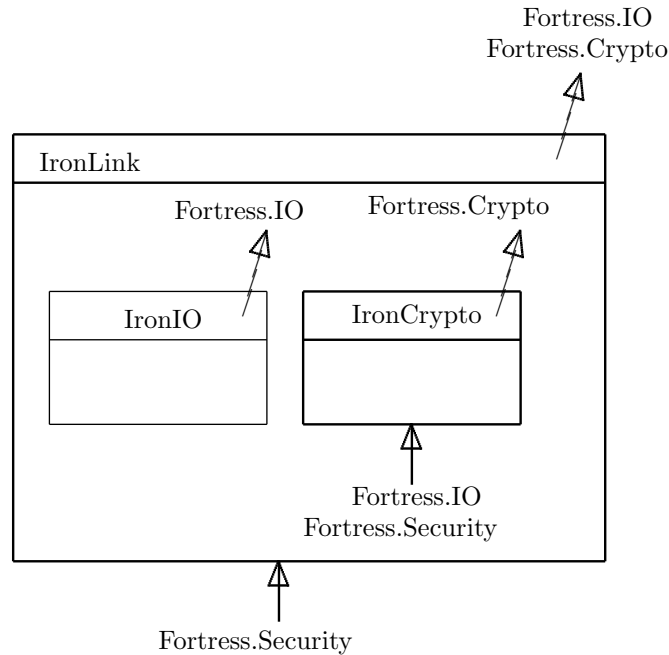 Fortress.IO
Fortress.Crypto
IronLink
Fortress.IO
Fortress.Crypto
IronIO
IronCrypto
Fortress.IO
Fortress.Security
Fortress.Security